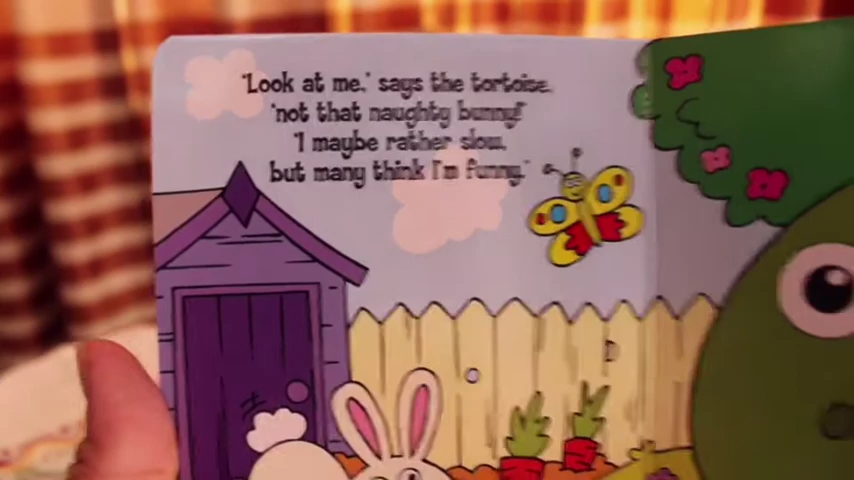 "Look at me," says the tortoise,
"not that naughty bunny!"
"I maybe rather slow,
but many think I'm funny."